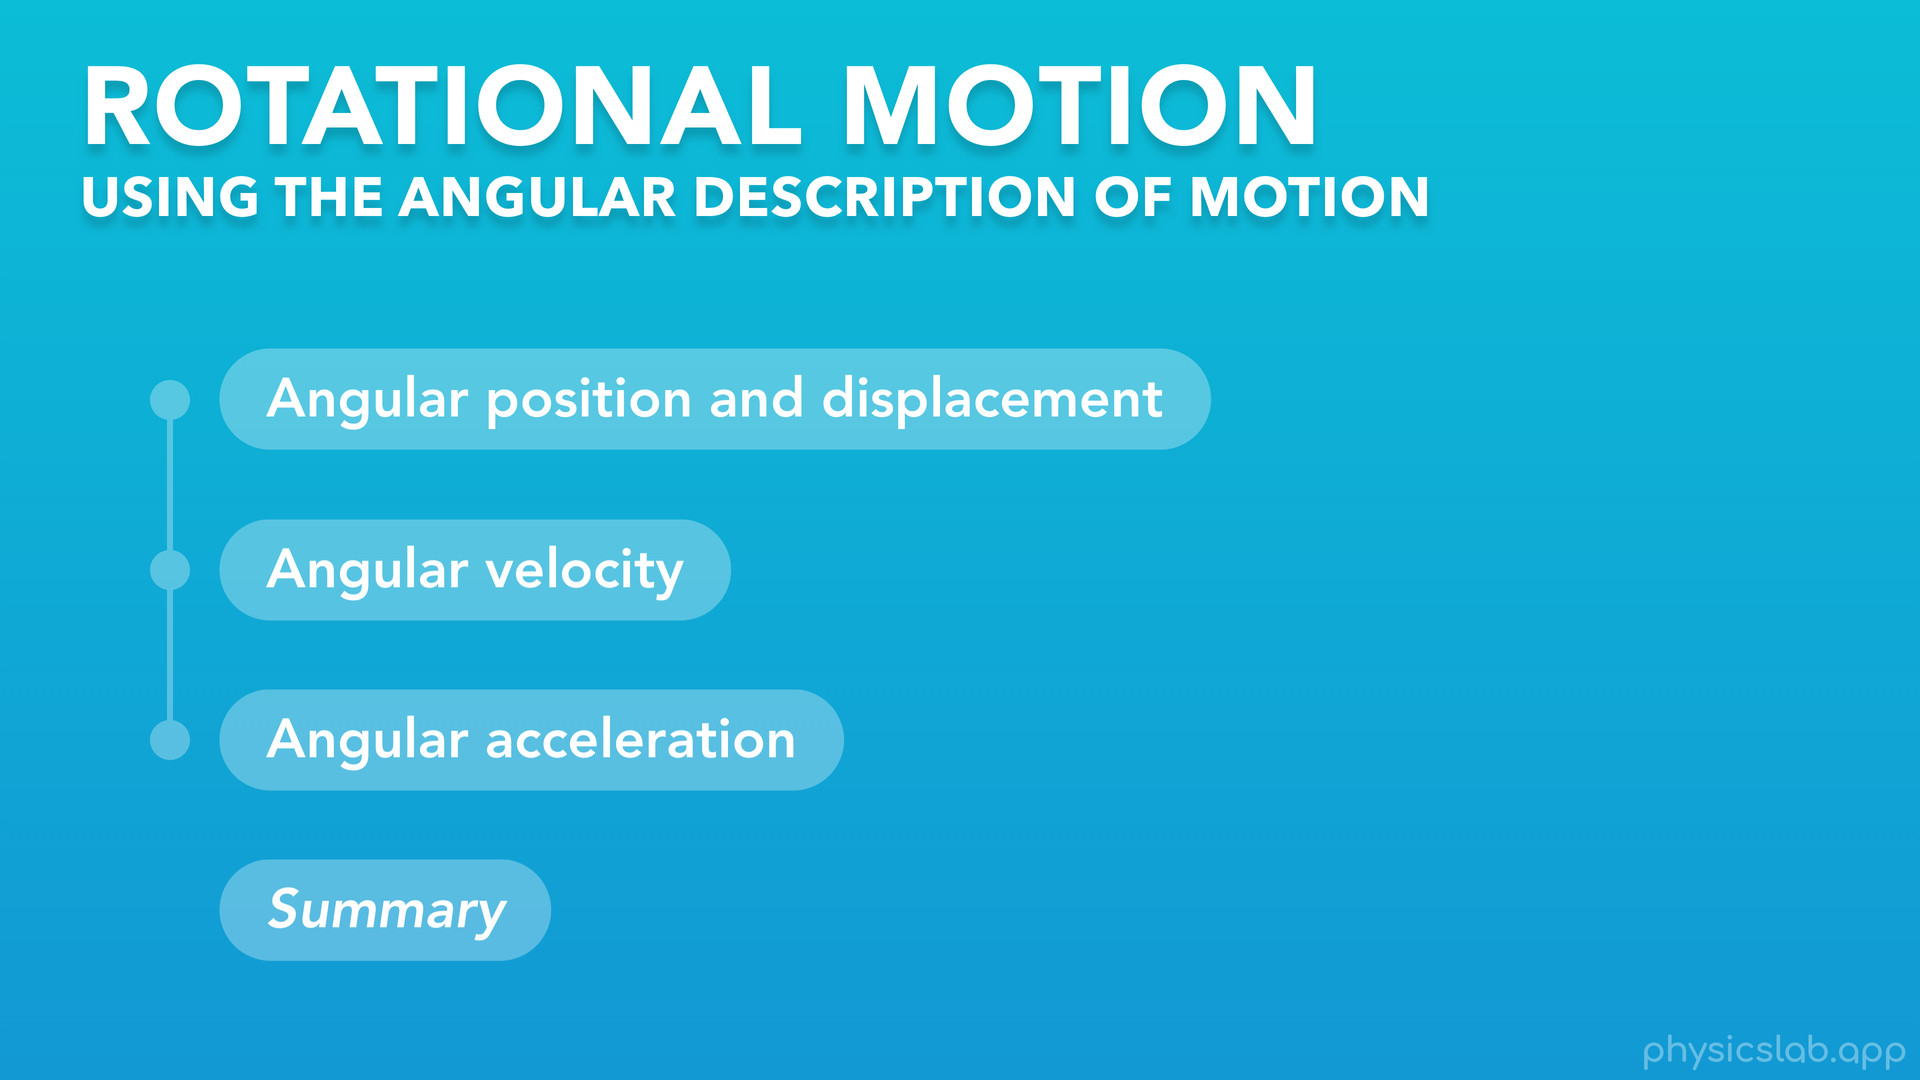 ROTATIONAL MOTION
USING THE ANGULAR DESCRIPTION OF MOTION
Angular position and displacement
Angular velocity
Angular acceleration
Summary
physicslab.app